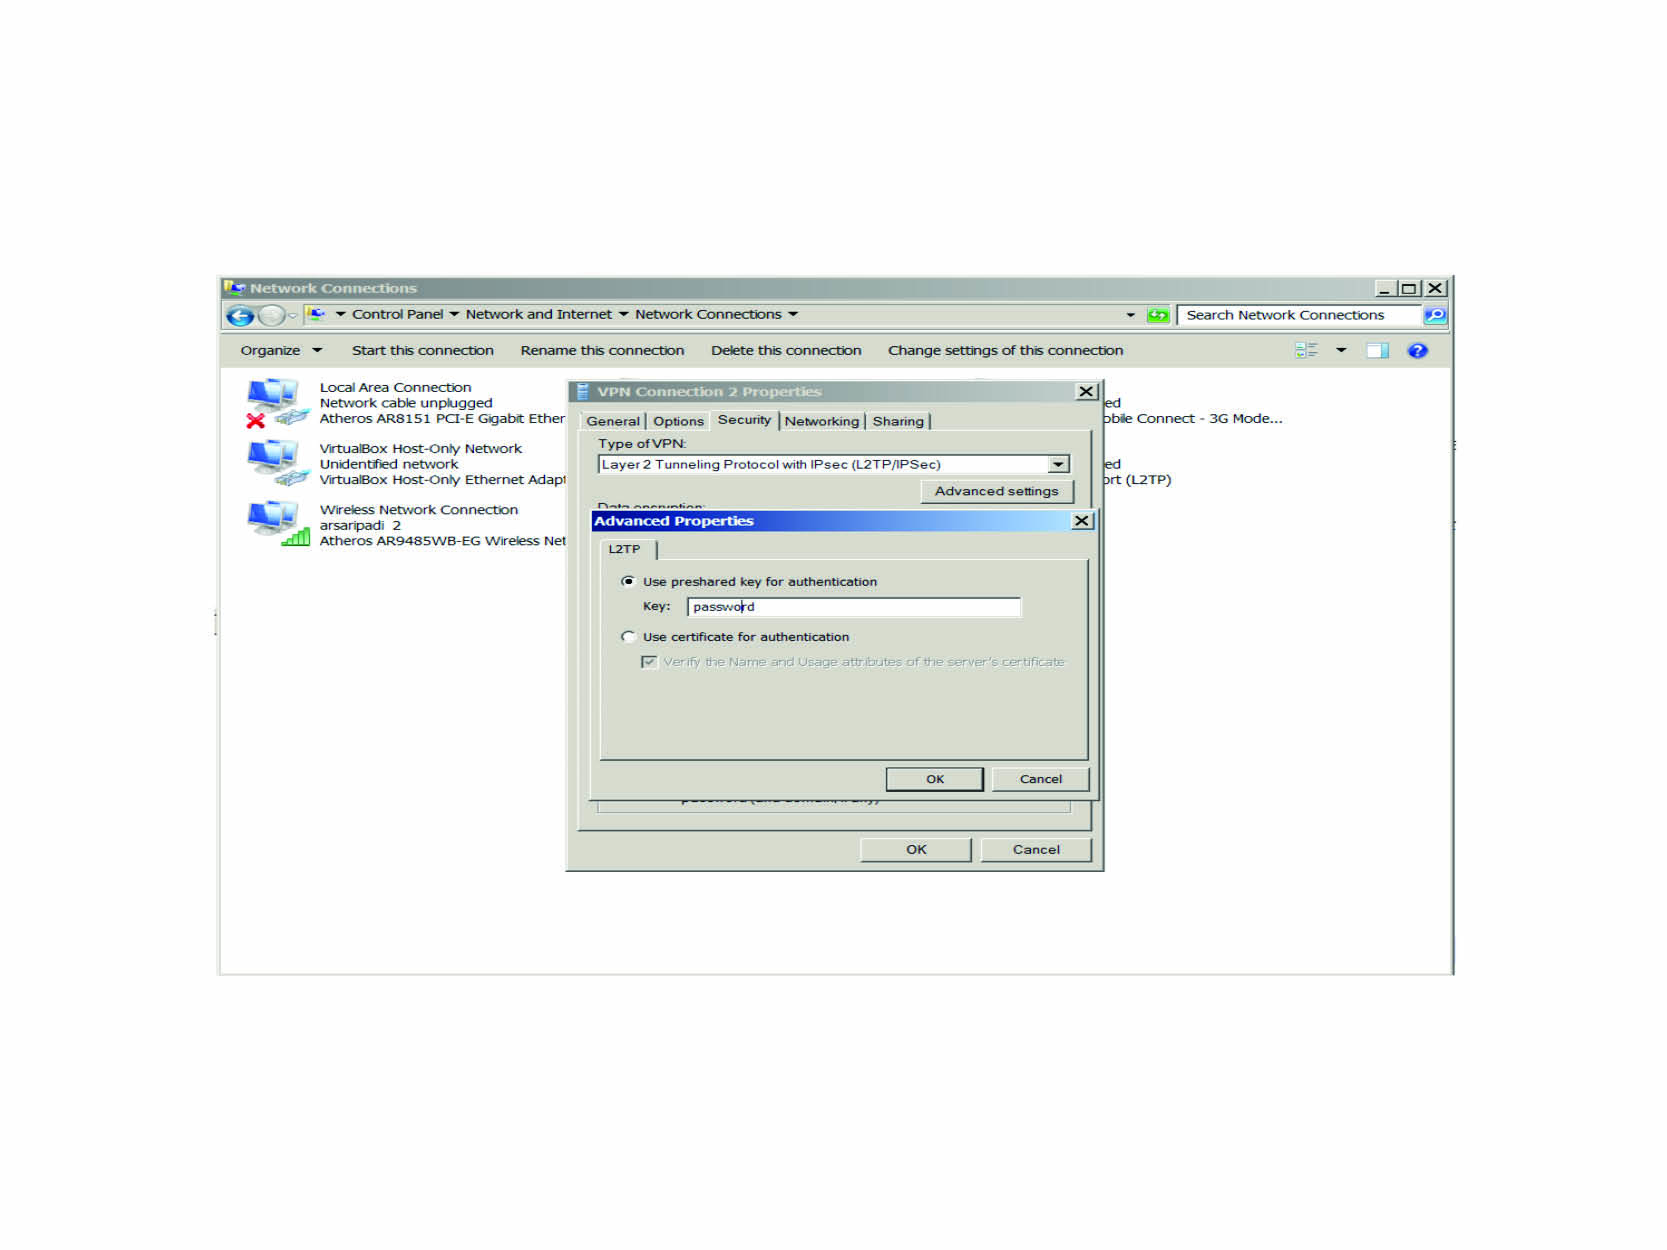 Network Connections
Control Panel Network and Internet Network Connections
Search Network Connections
Organize Start this connection Rename this connection Delete this connection Change settings of this connection
Local Area Connection
Network cable unplugged
Atheros AR8151 PCI-E Gigabit Ether
VirtualBox Host-Only Network
Unidentified network
VirtualBox Host-Only Ethernet Adapt
Wireless Network Connection
arsaripadi 2
Atheros AR9485WB-EG Wireless Net
ed
obile Connect - 3G Mode...
ed
ort (L2TP)
VPN Connection 2 Properties
General Options Security Networking Sharing
Type of VPN:
Layer 2 Tunneling Protocol with IPsec (L2TP/IPSec)
Advanced settings
Data encryption:
Advanced Properties
L2TP
Use preshared key for authentication
Key: password
Use certificate for authentication
Verify the Name and Usage attributes of the server's certificate
OK Cancel
password (and domain, if any)
OK Cancel